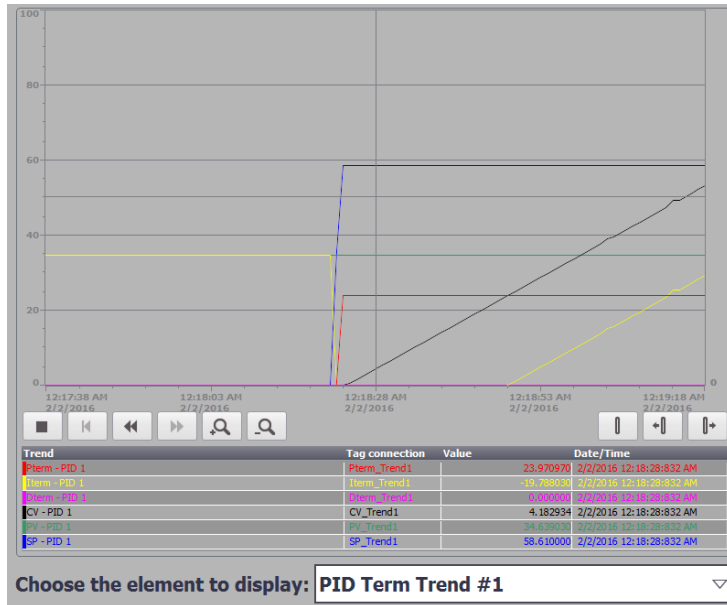 100
80
60
40
20
0
0
12:17:38 AM 12:18:03 AM 12:18:28 AM 12:18:53 AM 12:19:18 AM
2/2/2016 2/2/2016 2/2/2016 2/2/2016 2/2/2016
Trend Tag connection Value Date/Time
Pterm - PID 1 Pterm_Trend1 23.970970 2/2/2016 12:18:28:832 AM
Iterm - PID 1 Iterm_Trend1 -19.788030 2/2/2016 12:18:28:832 AM
Dterm - PID 1 Dterm_Trend1 0.000000 2/2/2016 12:18:28:832 AM
CV - PID 1 CV_Trend1 4.182934 2/2/2016 12:18:28:832 AM
PV - PID 1 PV_Trend1 34.639030 2/2/2016 12:18:28:832 AM
SP - PID 1 SP_Trend1 58.610000 2/2/2016 12:18:28:832 AM
Choose the element to display: PID Term Trend #1